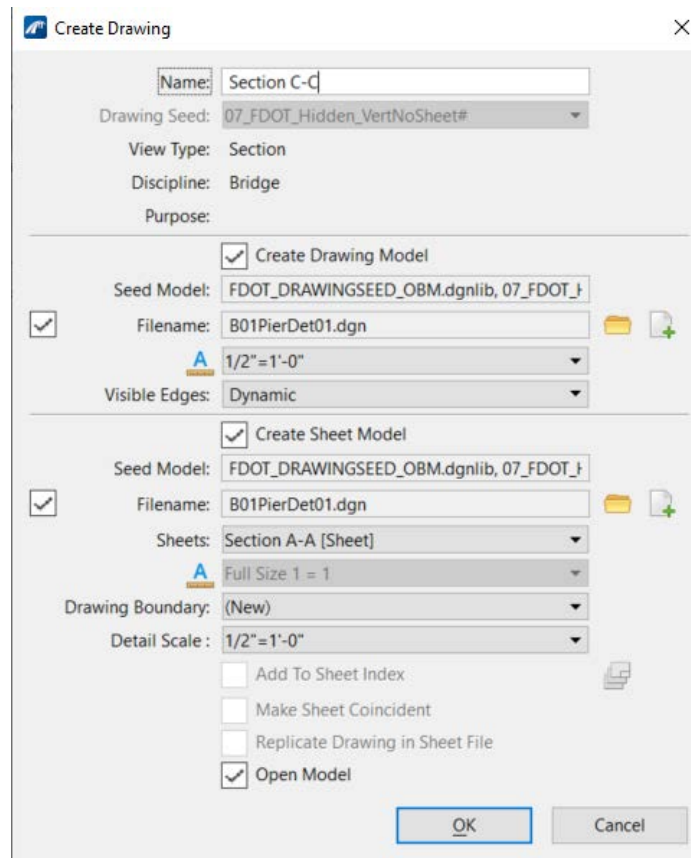 Create Drawing
Name: Section C-C
Drawing Seed: 07_FDOT_Hidden_VertNoSheet#
View Type: Section
Discipline: Bridge
Purpose:
Create Drawing Model
Seed Model: FDOT_DRAWINGSEED_OBM.dgnlib, 07_FDOT_H
Filename: B01PierDet01.dgn
A 1/2"=1'-0"
Visible Edges: Dynamic
Create Sheet Model
Seed Model: FDOT_DRAWINGSEED_OBM.dgnlib, 07_FDOT_H
Filename: B01PierDet01.dgn
Sheets: Section A-A [Sheet]
A Full Size 1 = 1
Drawing Boundary: (New)
Detail Scale : 1/2"=1'-0"
Add To Sheet Index
Make Sheet Coincident
Replicate Drawing in Sheet File
Open Model
OK Cancel